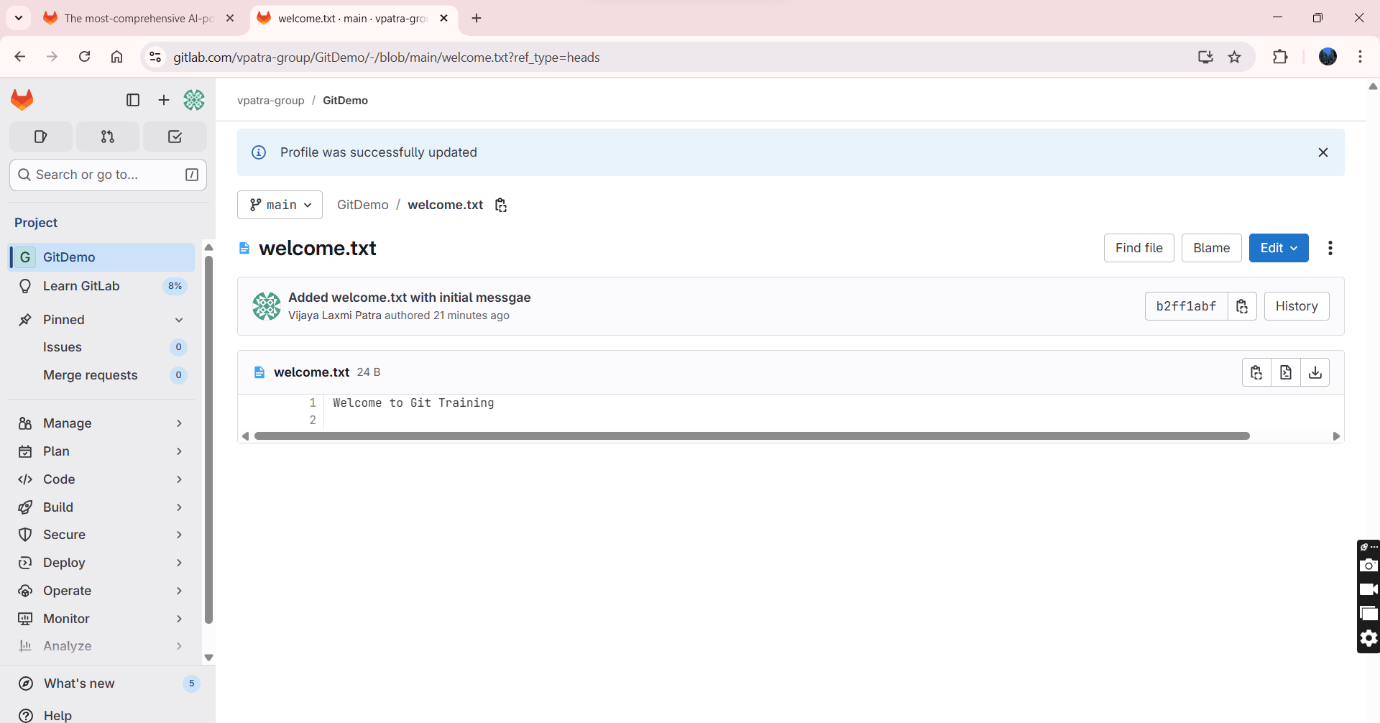 The most-comprehensive AI-po
welcome.txt · main · vpatra-gro
gitlab.com/vpatra-group/GitDemo/-/blob/main/welcome.txt?ref_type=heads
vpatra-group / GitDemo
Search or go to... /
Profile was successfully updated
Project
main GitDemo / welcome.txt
G GitDemo
welcome.txt Find file Blame Edit
Learn GitLab 8%
Pinned
Issues 0
Merge requests 0
Added welcome.txt with initial messgae
Vijaya Laxmi Patra authored 21 minutes ago
b2ff1abf History
welcome.txt 24 B
1 Welcome to Git Training
2
Manage
Plan
Code
Build
Secure
Deploy
Operate
Monitor
Analyze
What's new 5
Help